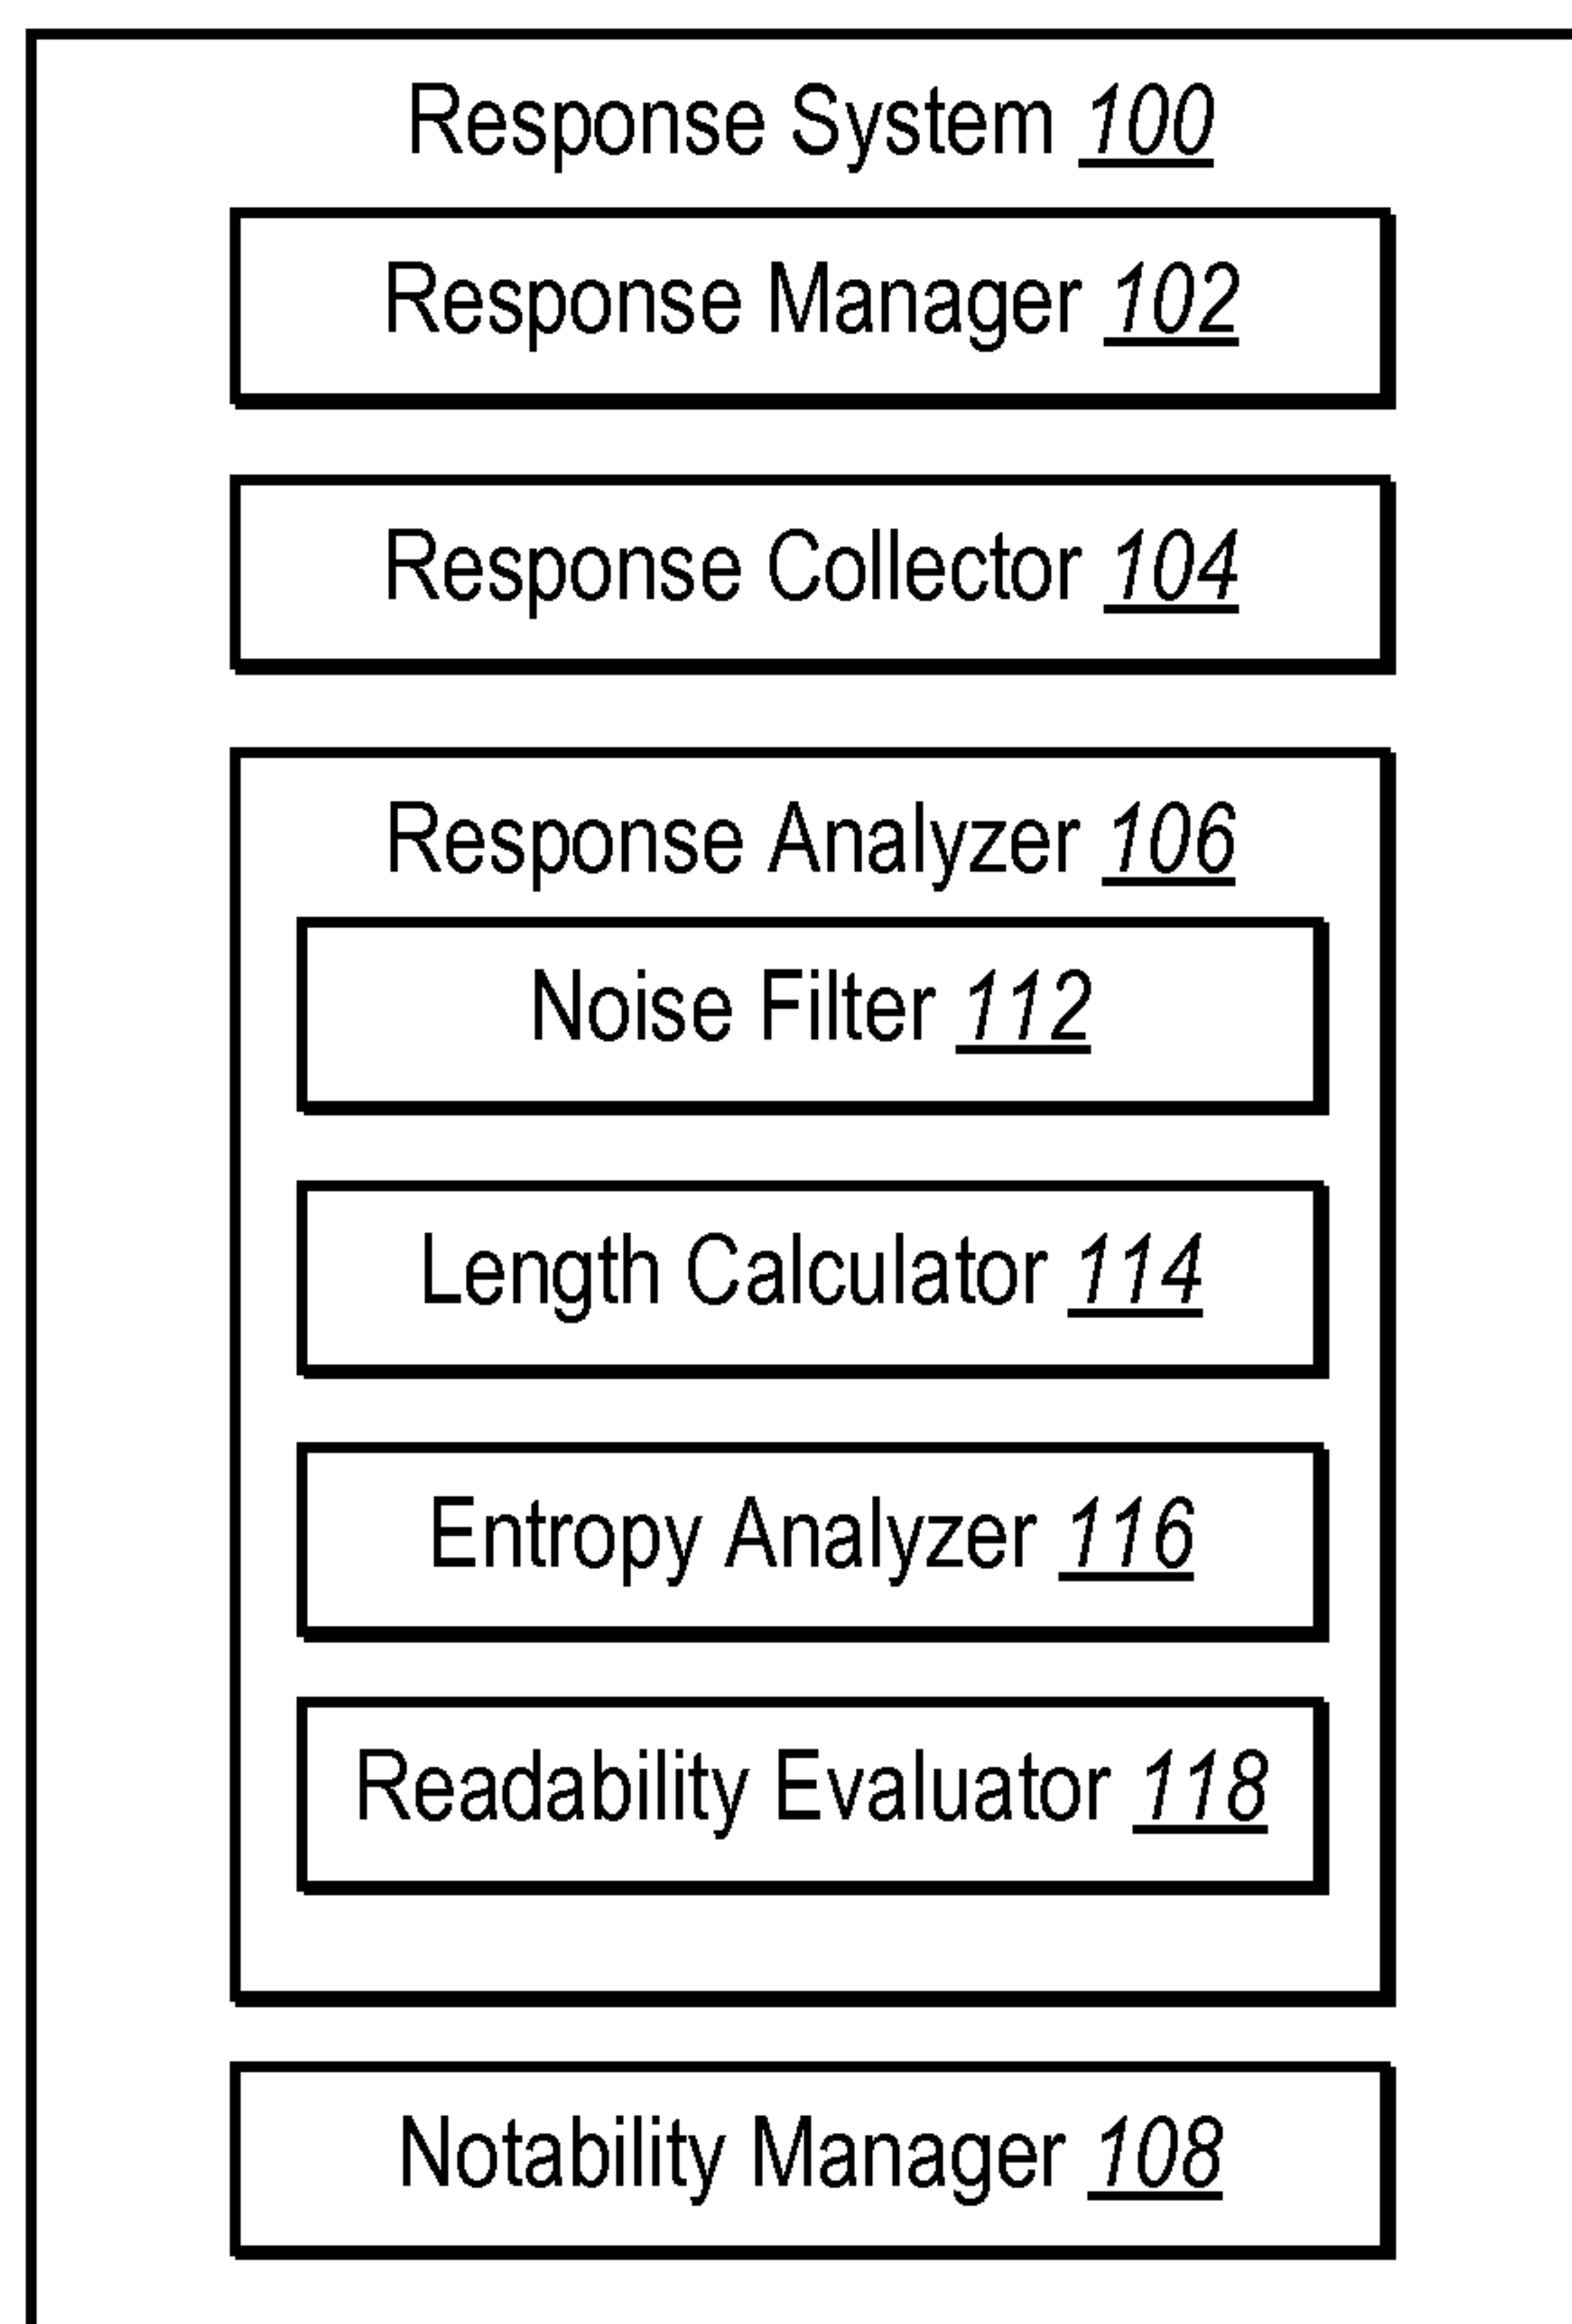 Response System 100
Response Manager 102
Response Collector 104
Response Analyzer 106
Noise Filter 112
Length Calculator 114
Entropy Analyzer 116
Readability Evaluator 118
Notability Manager 108